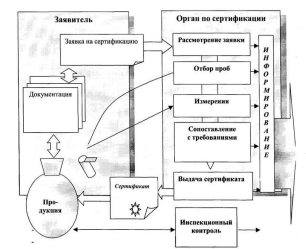 Заявитель
Орган по сертификации
Заявка на сертификацию
Рассмотрение заявки
Отбор проб
Документация
Измерения
Сопоставление
с требованиями
Выдача сертификата
Сертификат
Про-
дукция
Инспекционный
контроль
ИНФОРМИРОВАНИЕ